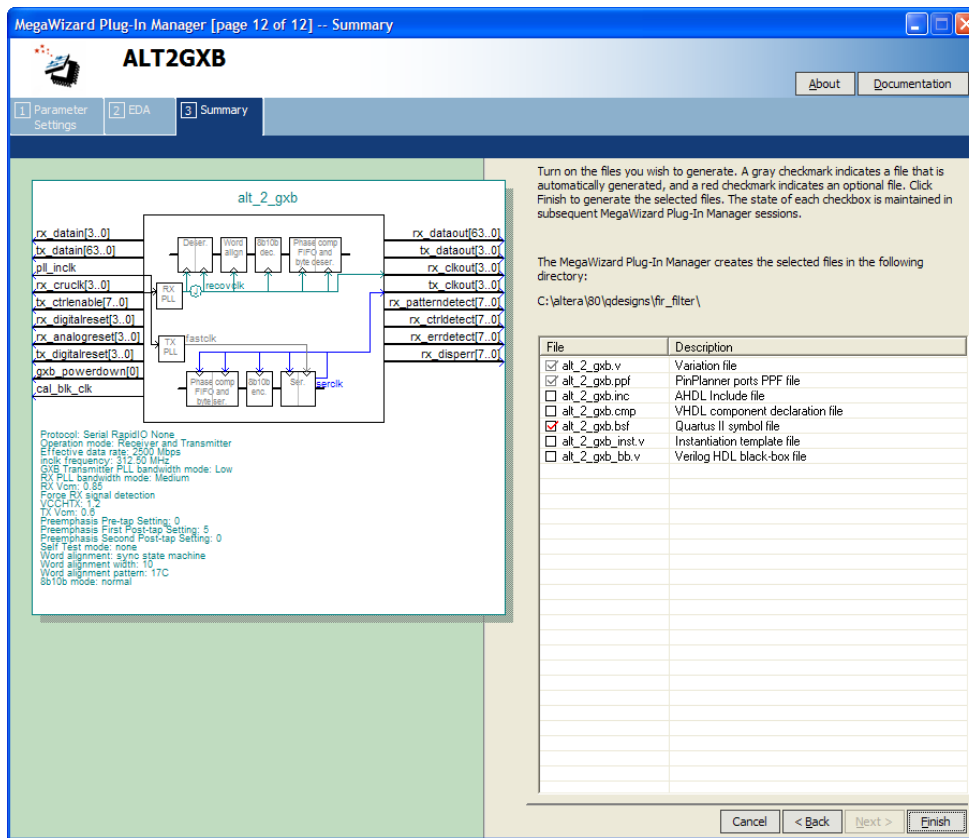 MegaWizard Plug-In Manager [page 12 of 12] -- Summary
ALT2GXB
About
Documentation
1 Parameter Settings
2 EDA
3 Summary
alt_2_gxb
rx_datain[3..0]
tx_datain[63..0]
pll_inclk
rx_cruclk[3..0]
tx_ctrlenable[7..0]
rx_digitalreset[3..0]
rx_analogreset[3..0]
tx_digitalreset[3..0]
gxb_powerdown[0]
cal_blk_clk
Deser.
Word align
8b10b dec.
Phase comp FIFO and byte deser.
RX PLL
recovclk
TX PLL
fastclk
Phase comp FIFO and byte ser.
8b10b enc.
Ser.
serclk
rx_dataout[63..0]
tx_dataout[3..0]
rx_clkout[3..0]
tx_clkout[3..0]
rx_patterndetect[7..0]
rx_ctrldetect[7..0]
rx_errdetect[7..0]
rx_disperr[7..0]
Protocol: Serial RapidIO None
Operation mode: Receiver and Transmitter
Effective data rate: 2500 Mbps
inclk frequency: 312.50 MHz
GXB Transmitter PLL bandwidth mode: Low
RX PLL bandwidth mode: Medium
RX Vcm: 0.85
Force RX signal detection
VCCHTX: 1.2
TX Vcm: 0.6
Preemphasis Pre-tap Setting: 0
Preemphasis First Post-tap Setting: 5
Preemphasis Second Post-tap Setting: 0
Self Test mode: none
Word alignment: sync state machine
Word alignment width: 10
Word alignment pattern: 17C
8b10b mode: normal
Turn on the files you wish to generate. A gray checkmark indicates a file that is
automatically generated, and a red checkmark indicates an optional file. Click
Finish to generate the selected files. The state of each checkbox is maintained in
subsequent MegaWizard Plug-In Manager sessions.
The MegaWizard Plug-In Manager creates the selected files in the following
directory:
C:\altera\80\qdesigns\fir_filter\
File Description
alt_2_gxb.v Variation file
alt_2_gxb.ppf PinPlanner ports PPF file
alt_2_gxb.inc AHDL Include file
alt_2_gxb.cmp VHDL component declaration file
alt_2_gxb.bsf Quartus II symbol file
alt_2_gxb_inst.v Instantiation template file
alt_2_gxb_bb.v Verilog HDL black-box file
Cancel
< Back
Next >
Finish